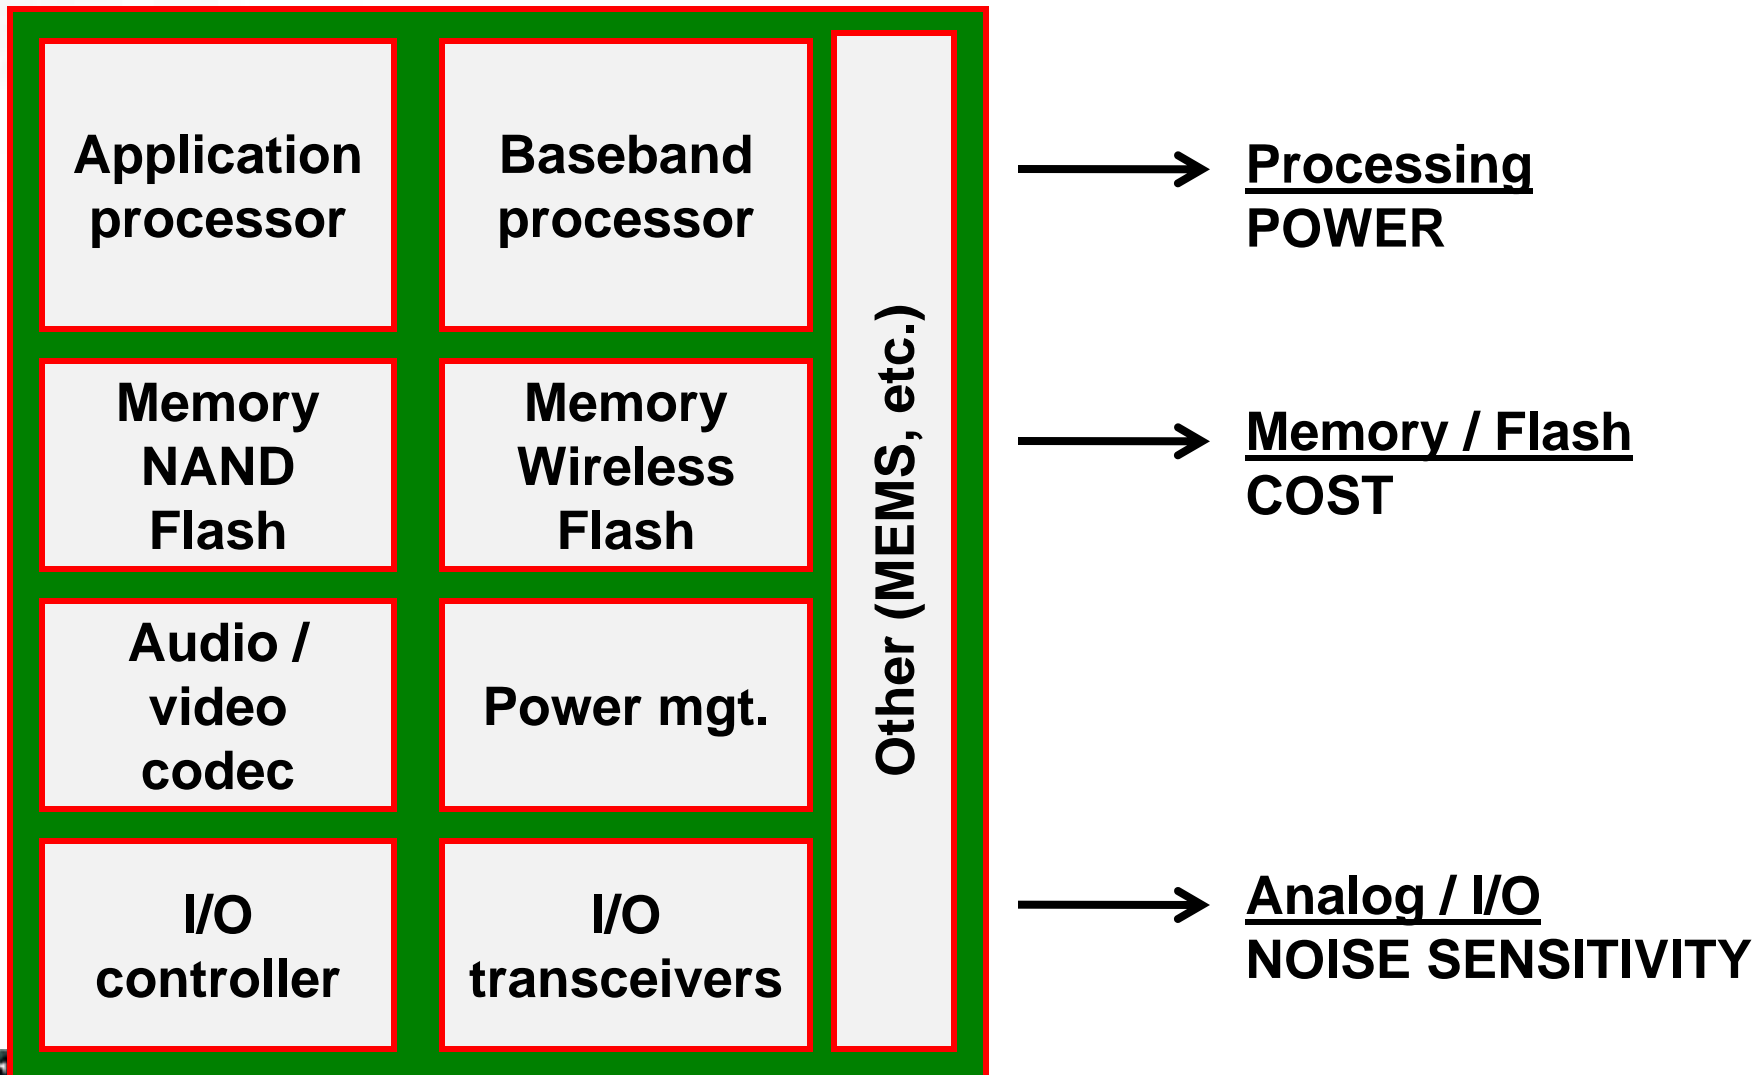 Application
processor
Baseband
processor
Memory
NAND
Flash
Memory
Wireless
Flash
Audio /
video
codec
Power mgt.
I/O
controller
I/O
transceivers
Other (MEMS, etc.)
Processing
POWER
Memory / Flash
COST
Analog / I/O
NOISE SENSITIVITY